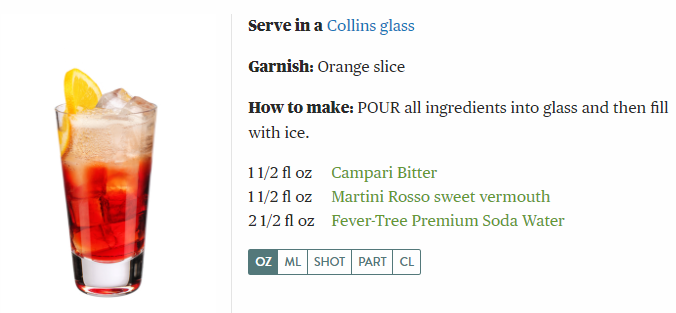 Serve in a Collins glass
Garnish: Orange slice
How to make: POUR all ingredients into glass and then fill
with ice.
1 1/2 fl oz Campari Bitter
1 1/2 fl oz Martini Rosso sweet vermouth
2 1/2 fl oz Fever-Tree Premium Soda Water
OZ ML SHOT PART CL